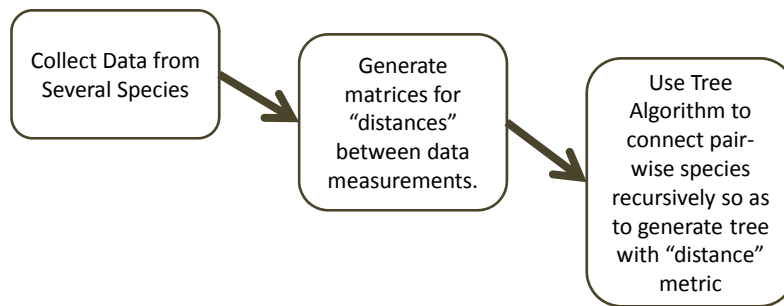 Collect Data from
Several Species
Generate
matrices for
“distances”
between data
measurements.
Use Tree
Algorithm to
connect pair-
wise species
recursively so as
to generate tree
with “distance”
metric